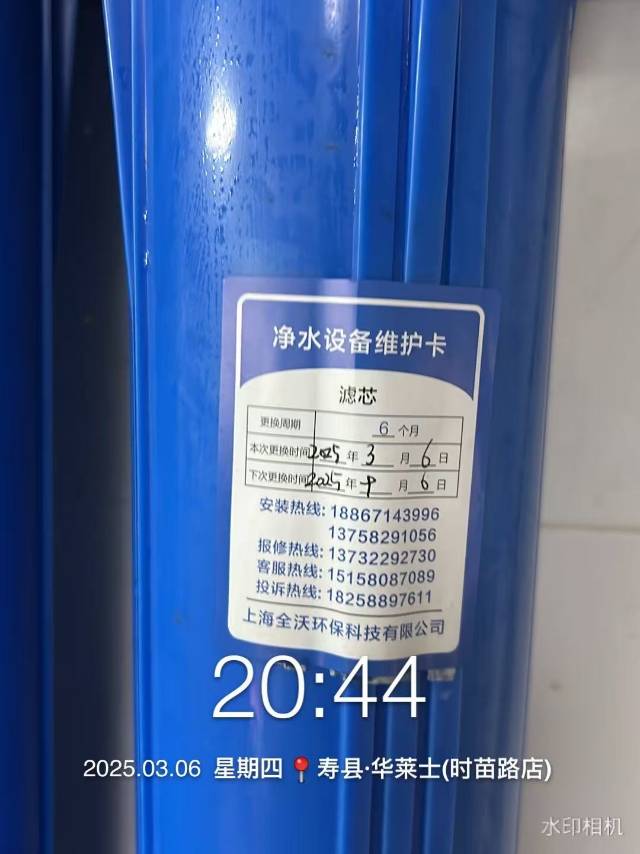 净水设备维护卡
滤芯
更换周期 6 个月
本次更换时间 2025 年 3 月 6 日
下次更换时间 2025 年 月 6 日
安装热线: 18867143996
13758291056
报修热线: 13732292730
客服热线: 15158087089
投诉热线: 18258897611
上海全沃环保科技有限公司
20:44
2025.03.06 星期四 寿县·华莱士(时苗路店)
水印相机